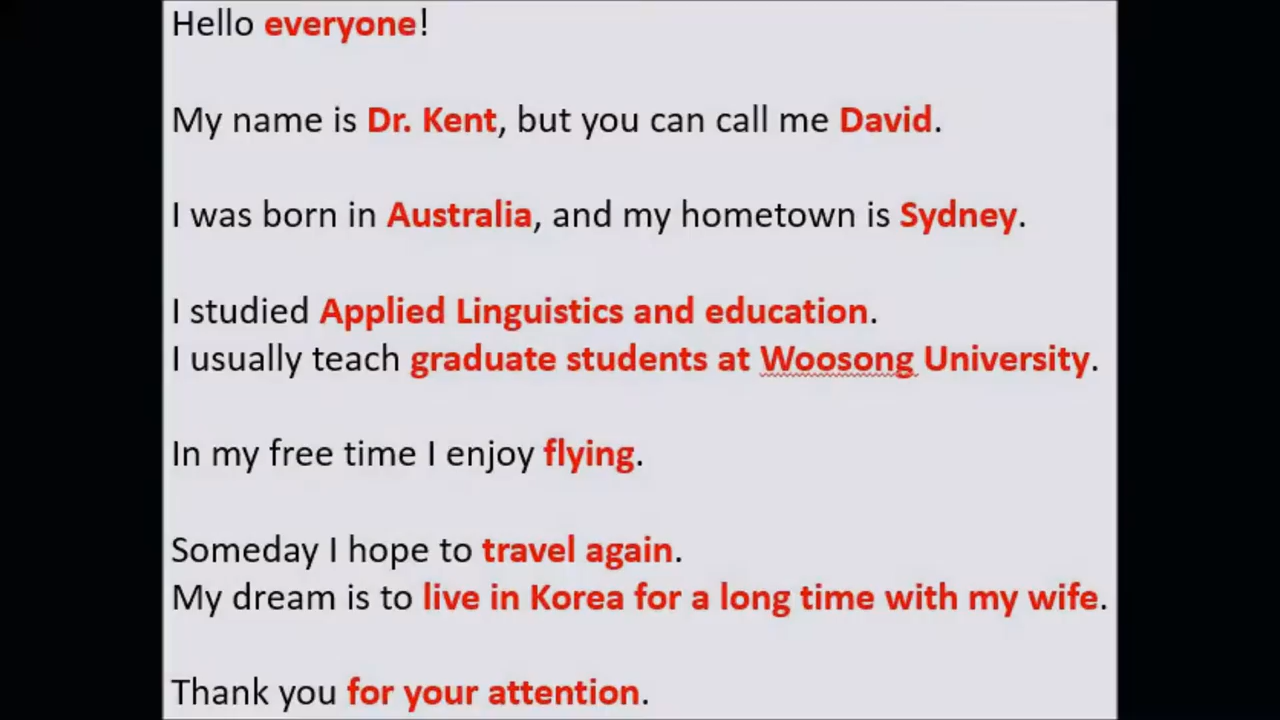 Hello everyone!
My name is Dr. Kent, but you can call me David.
I was born in Australia, and my hometown is Sydney.
I studied Applied Linguistics and education.
I usually teach graduate students at Woosong University.
In my free time I enjoy flying.
Someday I hope to travel again.
My dream is to live in Korea for a long time with my wife.
Thank you for your attention.